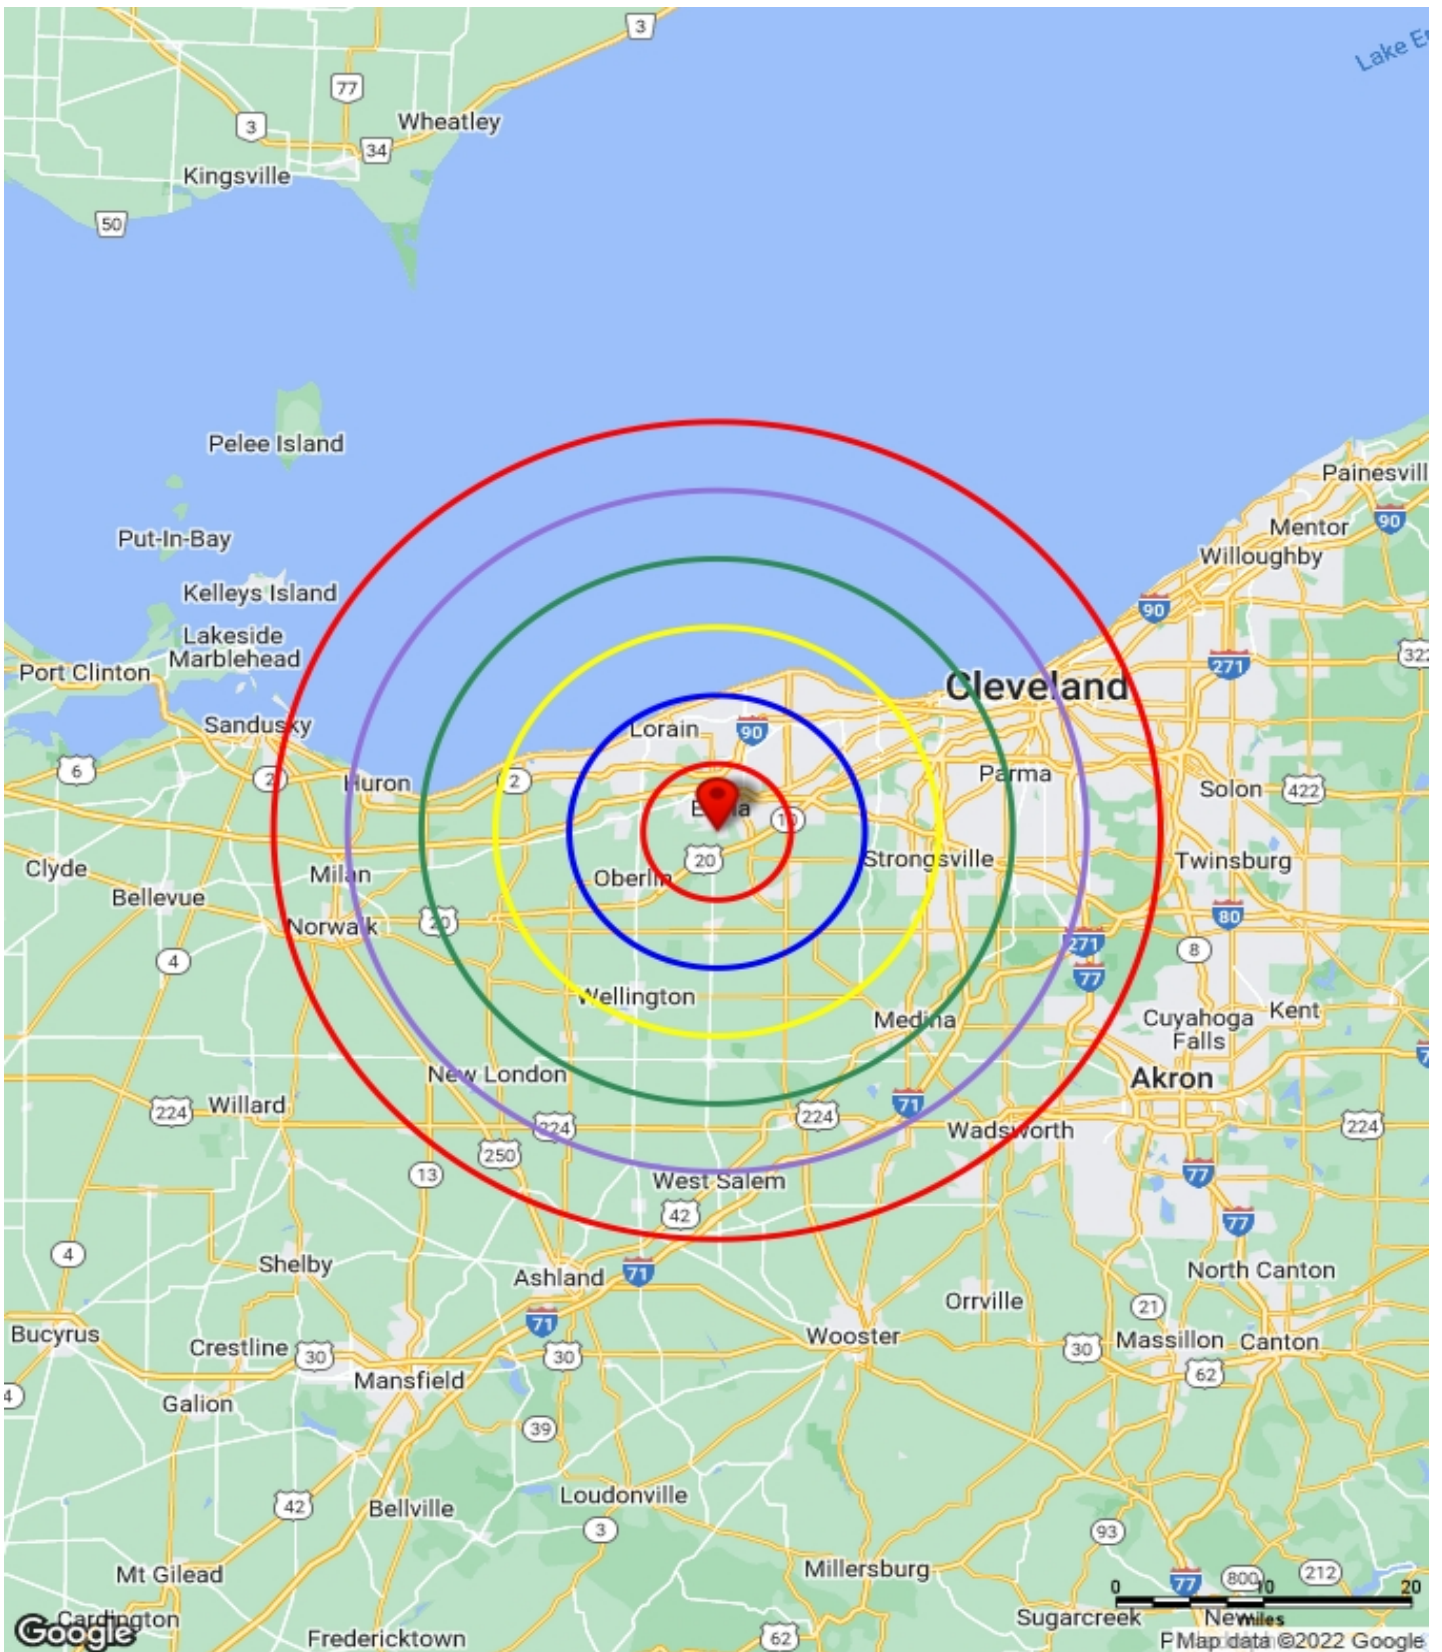 3
Lake E
77
Wheatley
3
34
Kingsville
50
Pelee Island
Painesvill
Put-In-Bay
Mentor
90
Willoughby
Kelleys Island
90
Lakeside
Marblehead
322
Port Clinton
271
Cleveland
Sandusky
Lorain
90
6
2
Huron
2
Parma
Solon
422
10
20
Strongsville
Twinsburg
Clyde
Milan
Oberlin
Bellevue
Norwalk
20
80
271
8
4
77
Wellington
Medina
Cuyahoga
Falls
Kent
New London
Akron
224
Willard
71
224
224
224
Wadsworth
250
13
West Salem
77
42
77
4
Shelby
Ashland
71
North Canton
Orrville
21
71
Bucyrus
Wooster
Massillon
Canton
Crestline
30
30
30
62
Mansfield
4
Galion
39
42
Bellville
Loudonville
3
93
Mt Gilead
Millersburg
77
800
212
0
10
20
Cardington
Google
Sugarcreek
New
Miles
Fredericktown
62
Map data ©2022 Google